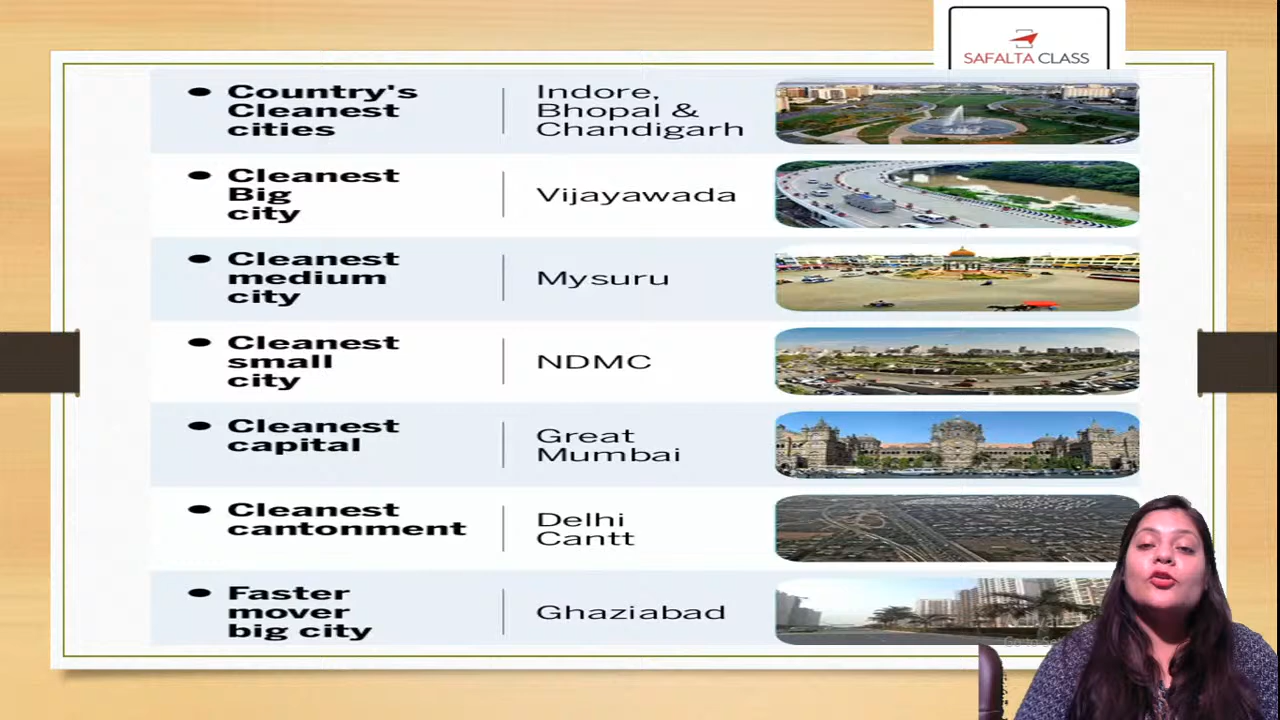 SAFALTA CLASS
Country's
Cleanest
cities
Indore,
Bhopal &
Chandigarh
Cleanest
Big
city
Vijayawada
Cleanest
medium
city
Mysuru
Cleanest
small
city
NDMC
Cleanest
capital
Great
Mumbai
Cleanest
cantonment
Delhi
Cantt
Faster
mover
big city
Ghaziabad